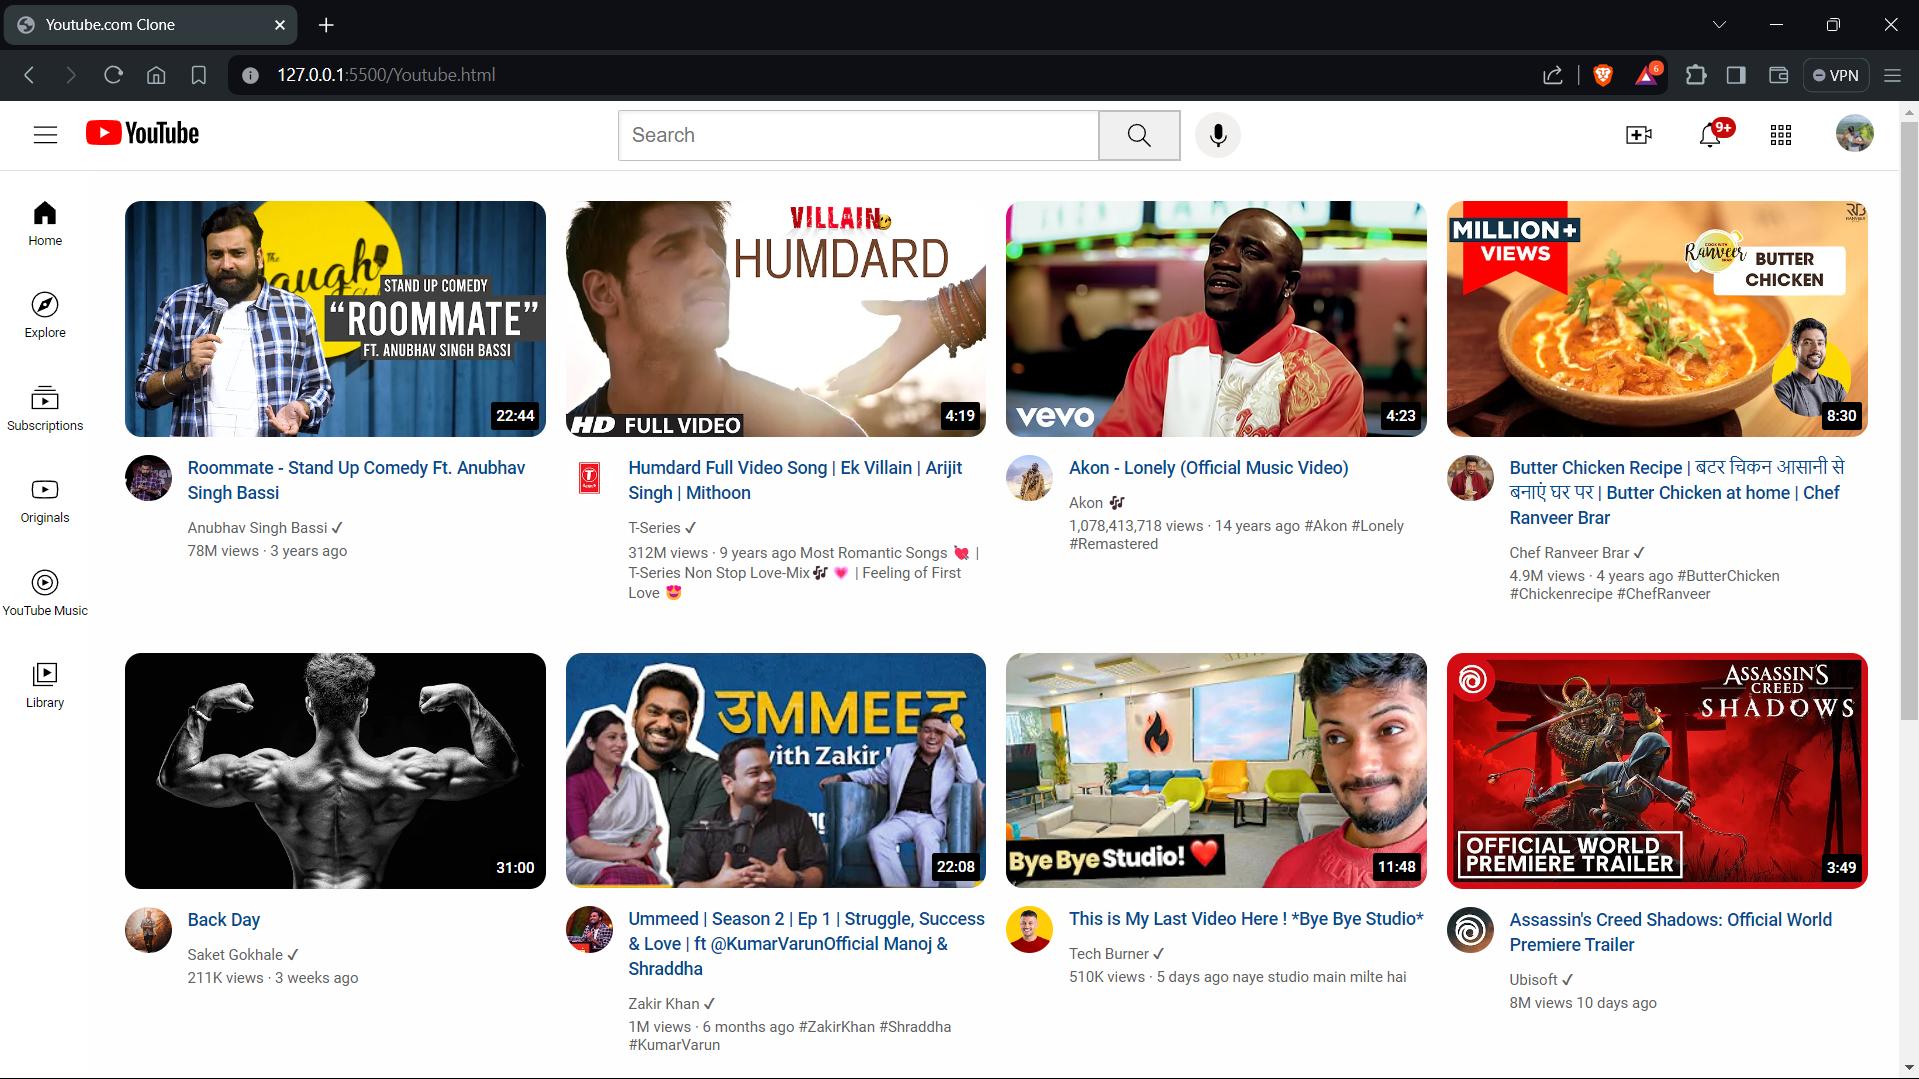 Youtube.com Clone
127.0.0.1:5500/Youtube.html
6
VPN
YouTube
Search
9+
Home
Explore
Subscriptions
Originals
YouTube Music
Library
The
augh
STAND UP COMEDY
“ROOMMATE”
FT. ANUBHAV SINGH BASSI
22:44
Roommate - Stand Up Comedy Ft. Anubhav
Singh Bassi
Anubhav Singh Bassi ✓
78M views · 3 years ago
VILLAIN
HUMDARD
HD FULL VIDEO
4:19
Humdard Full Video Song | Ek Villain | Arijit
Singh | Mithoon
T-Series ✓
312M views · 9 years ago Most Romantic Songs 💘 |
T-Series Non Stop Love-Mix🎶 💗 | Feeling of First
Love 😍
vevo
4:23
Akon - Lonely (Official Music Video)
Akon 🎶
1,078,413,718 views · 14 years ago #Akon #Lonely
#Remastered
MILLION+
VIEWS
RB
RANVEER
COOK WITH
Ranveer
BUTTER
CHICKEN
8:30
Butter Chicken Recipe | बटर चिकन आसानी से
बनाएं घर पर | Butter Chicken at home | Chef
Ranveer Brar
Chef Ranveer Brar ✓
4.9M views · 4 years ago #ButterChicken
#Chickenrecipe #ChefRanveer
31:00
Back Day
Saket Gokhale ✓
211K views · 3 weeks ago
उMMEEद
with Zakir
22:08
Ummeed | Season 2 | Ep 1 | Struggle, Success
& Love | ft @KumarVarunOfficial Manoj &
Shraddha
Zakir Khan ✓
1M views · 6 months ago #ZakirKhan #Shraddha
#KumarVarun
Bye Bye Studio! ❤️
11:48
This is My Last Video Here ! *Bye Bye Studio*
Tech Burner ✓
510K views · 5 days ago naye studio main milte hai
ASSASSIN'S
CREED
SHADOWS
OFFICIAL WORLD
PREMIERE TRAILER
3:49
Assassin's Creed Shadows: Official World
Premiere Trailer
Ubisoft ✓
8M views 10 days ago